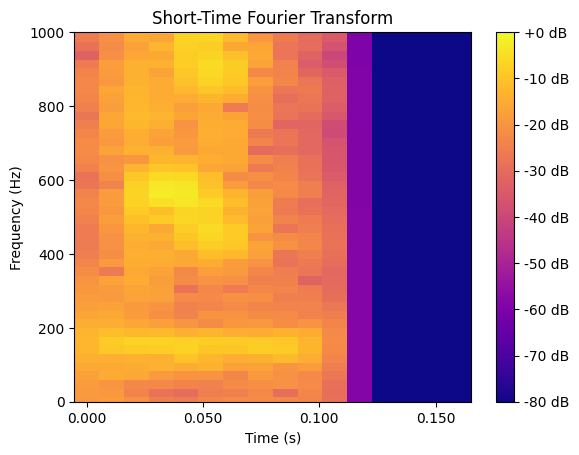 Short-Time Fourier Transform
Frequency (Hz)
1000
800
600
400
200
0
0.000
0.050
0.100
0.150
Time (s)
+0 dB
-10 dB
-20 dB
-30 dB
-40 dB
-50 dB
-60 dB
-70 dB
-80 dB